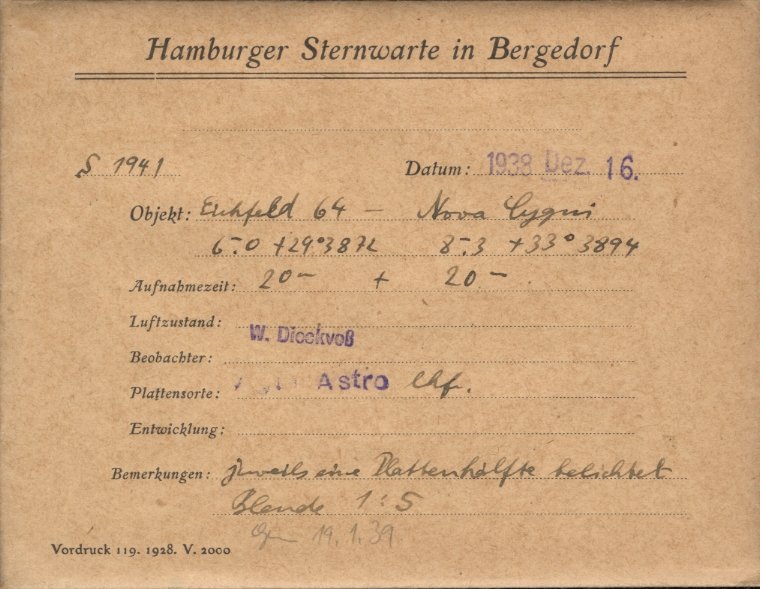 Hamburger Sternwarte in Bergedorf
S 1941
Datum: 1938 Dez. 16.
Objekt: Eichfeld 64 — Nova Cygni
6.0 +29°3872 8.3 +33°3894
Aufnahmezeit: 20 m + 20 m
Luftzustand:
Beobachter: W. Dieckvoß
Plattensorte: Astro
Entwicklung:
Bemerkungen: jeweils eine Plattenhälfte belichtet
Blende 1:5
19.1.39
Vordruck 119. 1928. V. 2000